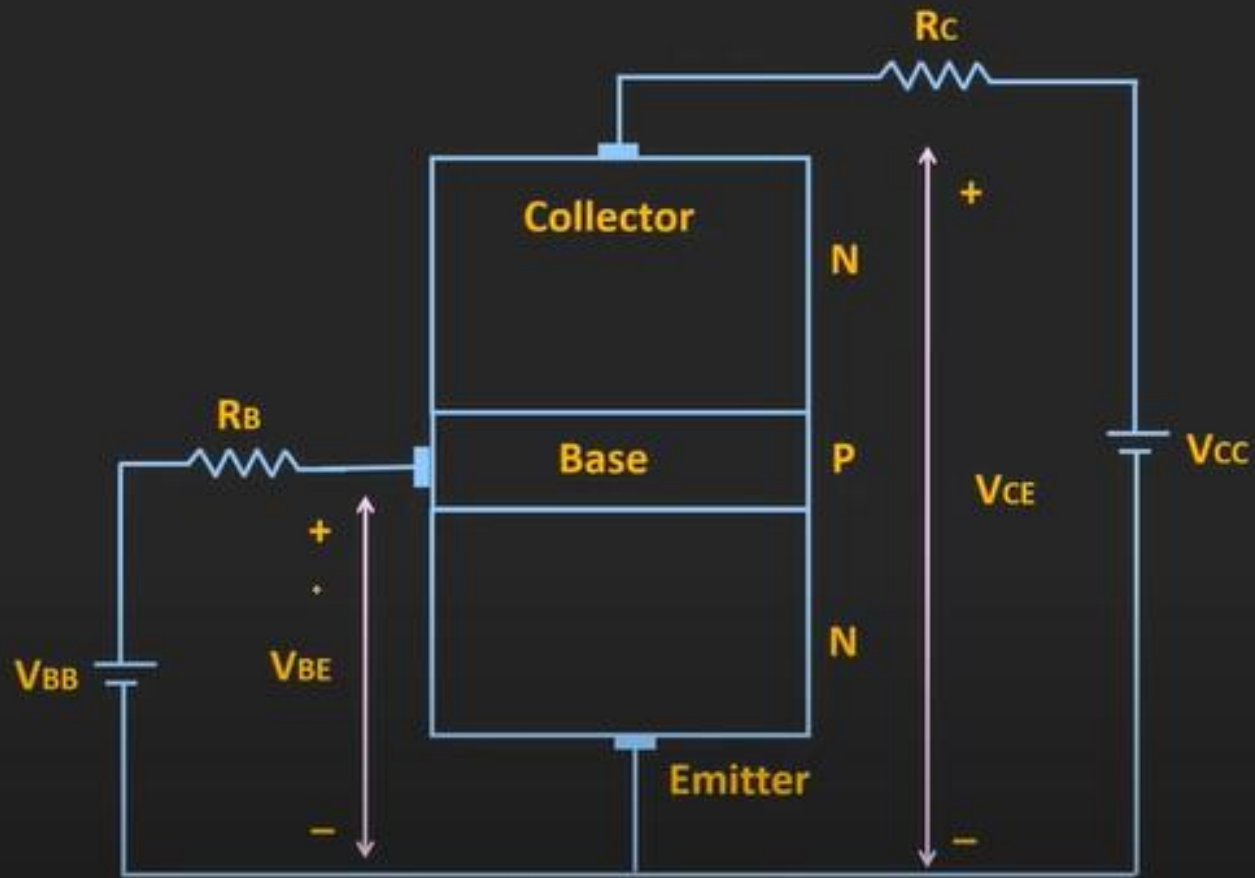 RC
+
Collector
N
RB
Base
P
VCC
VCE
+
VBE
N
VBB
Emitter
–
–